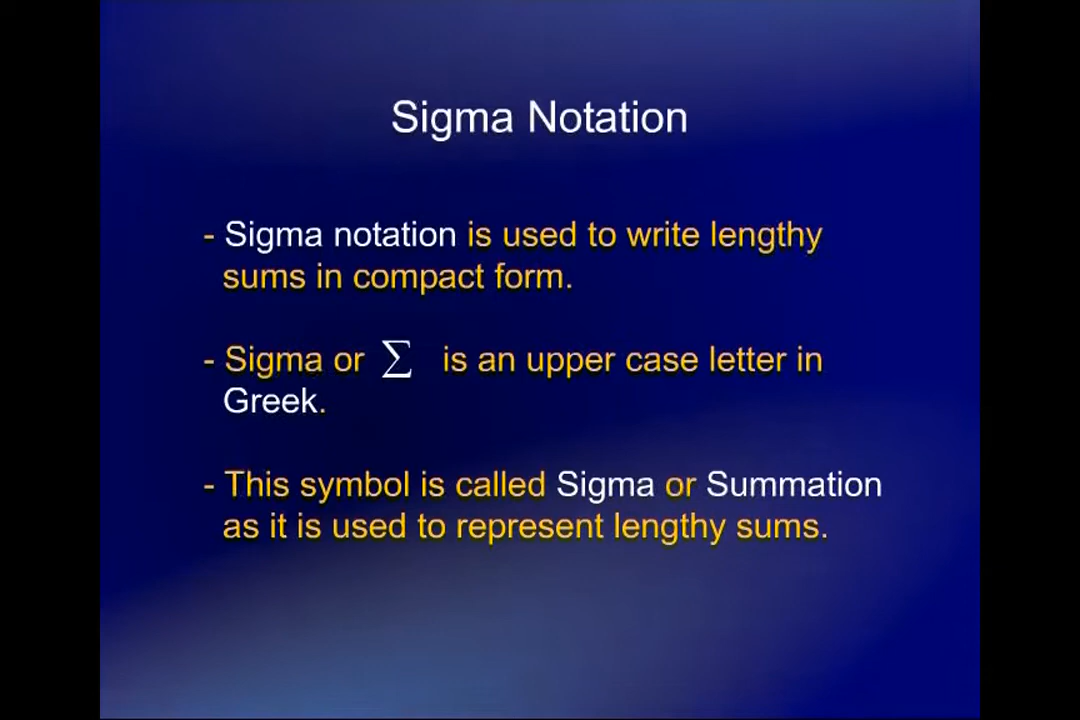 Sigma Notation
- Sigma notation is used to write lengthy
sums in compact form.
- Sigma or ∑ is an upper case letter in
Greek.
- This symbol is called Sigma or Summation
as it is used to represent lengthy sums.